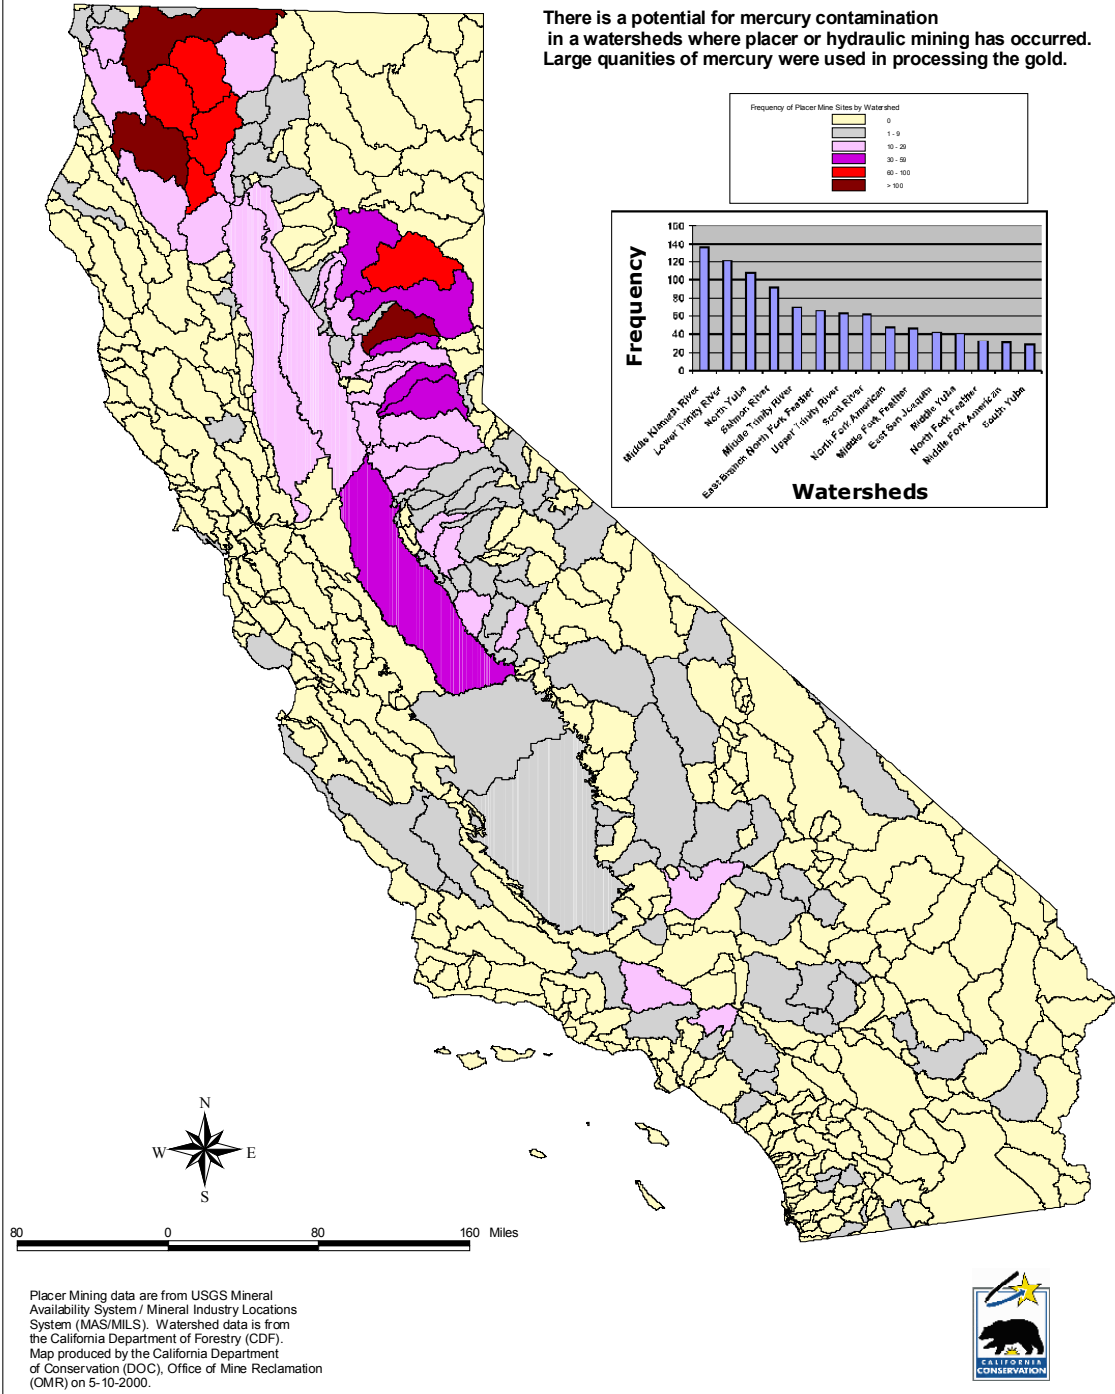 There is a potential for mercury contamination
in a watersheds where placer or hydraulic mining has occurred.
Large quanities of mercury were used in processing the gold.
Frequency of Placer Mine Sites by Watershed
0
1 - 9
10 - 29
30 - 59
60 - 100
> 100
Frequency
160
140
120
100
80
60
40
20
0
Middle Klamath River
Lower Trinity River
North Yuba
Salmon River
Middle Trinity River
East Branch North Fork Feather
Upper Trinity River
Scott River
North Fork American
Middle Fork Feather
East San Joaquin
Middle Yuba
North Fork Feather
Middle Fork American
South Yuba
Watersheds
N
W E
S
80 0 80 160 Miles
Placer Mining data are from USGS Mineral
Availability System / Mineral Industry Locations
System (MAS/MILS). Watershed data is from
the California Department of Forestry (CDF).
Map produced by the California Department
of Conservation (DOC), Office of Mine Reclamation
(OMR) on 5-10-2000.
CALIFORNIA
CONSERVATION